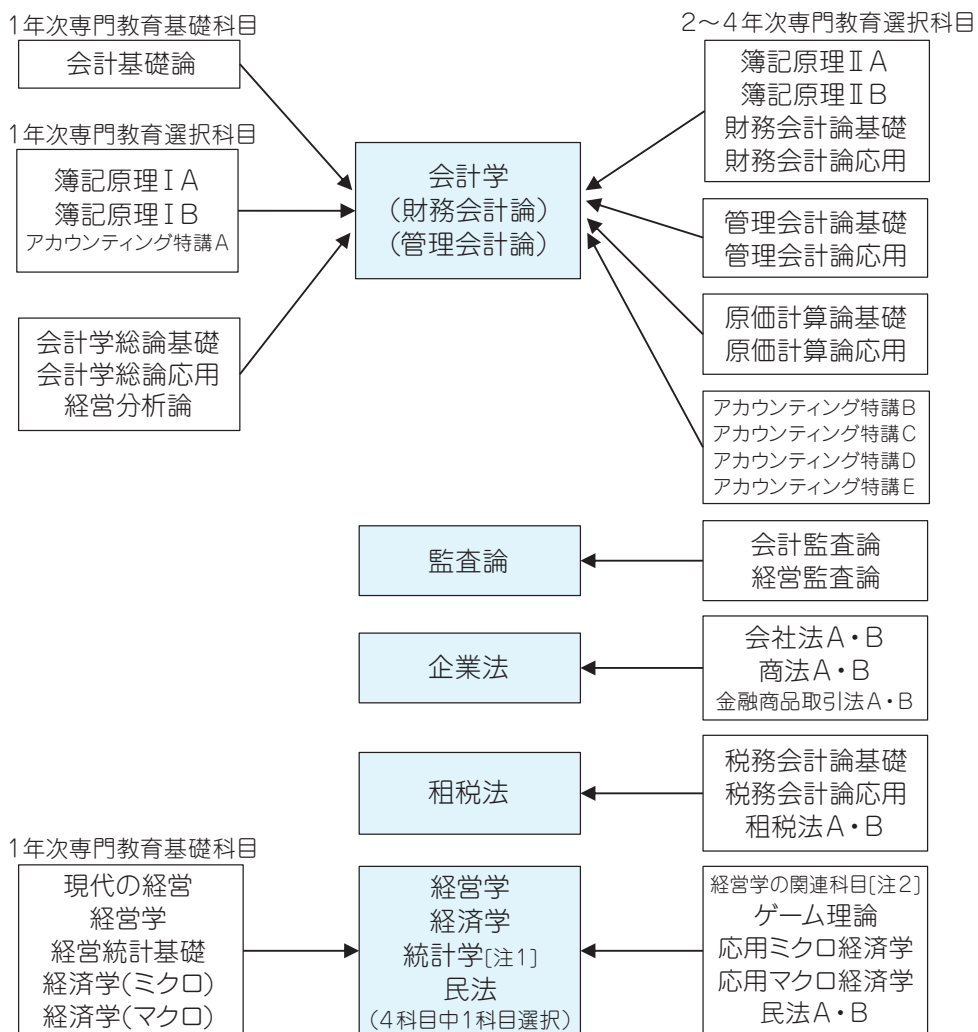 1年次専門教育基礎科目
会計基礎論
1年次専門教育選択科目
簿記原理ⅠA
簿記原理ⅠB
アカウンティング特講A
会計学総論基礎
会計学総論応用
経営分析論
会計学
(財務会計論)
(管理会計論)
2～4年次専門教育選択科目
簿記原理ⅡA
簿記原理ⅡB
財務会計論基礎
財務会計論応用
管理会計論基礎
管理会計論応用
原価計算論基礎
原価計算論応用
アカウンティング特講B
アカウンティング特講C
アカウンティング特講D
アカウンティング特講E
監査論
会計監査論
経営監査論
企業法
会社法A・B
商法A・B
金融商品取引法A・B
租税法
税務会計論基礎
税務会計論応用
租税法A・B
1年次専門教育基礎科目
現代の経営
経営学
経営統計基礎
経済学(ミクロ)
経済学(マクロ)
経営学
経済学
統計学[注1]
民法
(4科目中1科目選択)
経営学の関連科目[注2]
ゲーム理論
応用ミクロ経済学
応用マクロ経済学
民法A・B